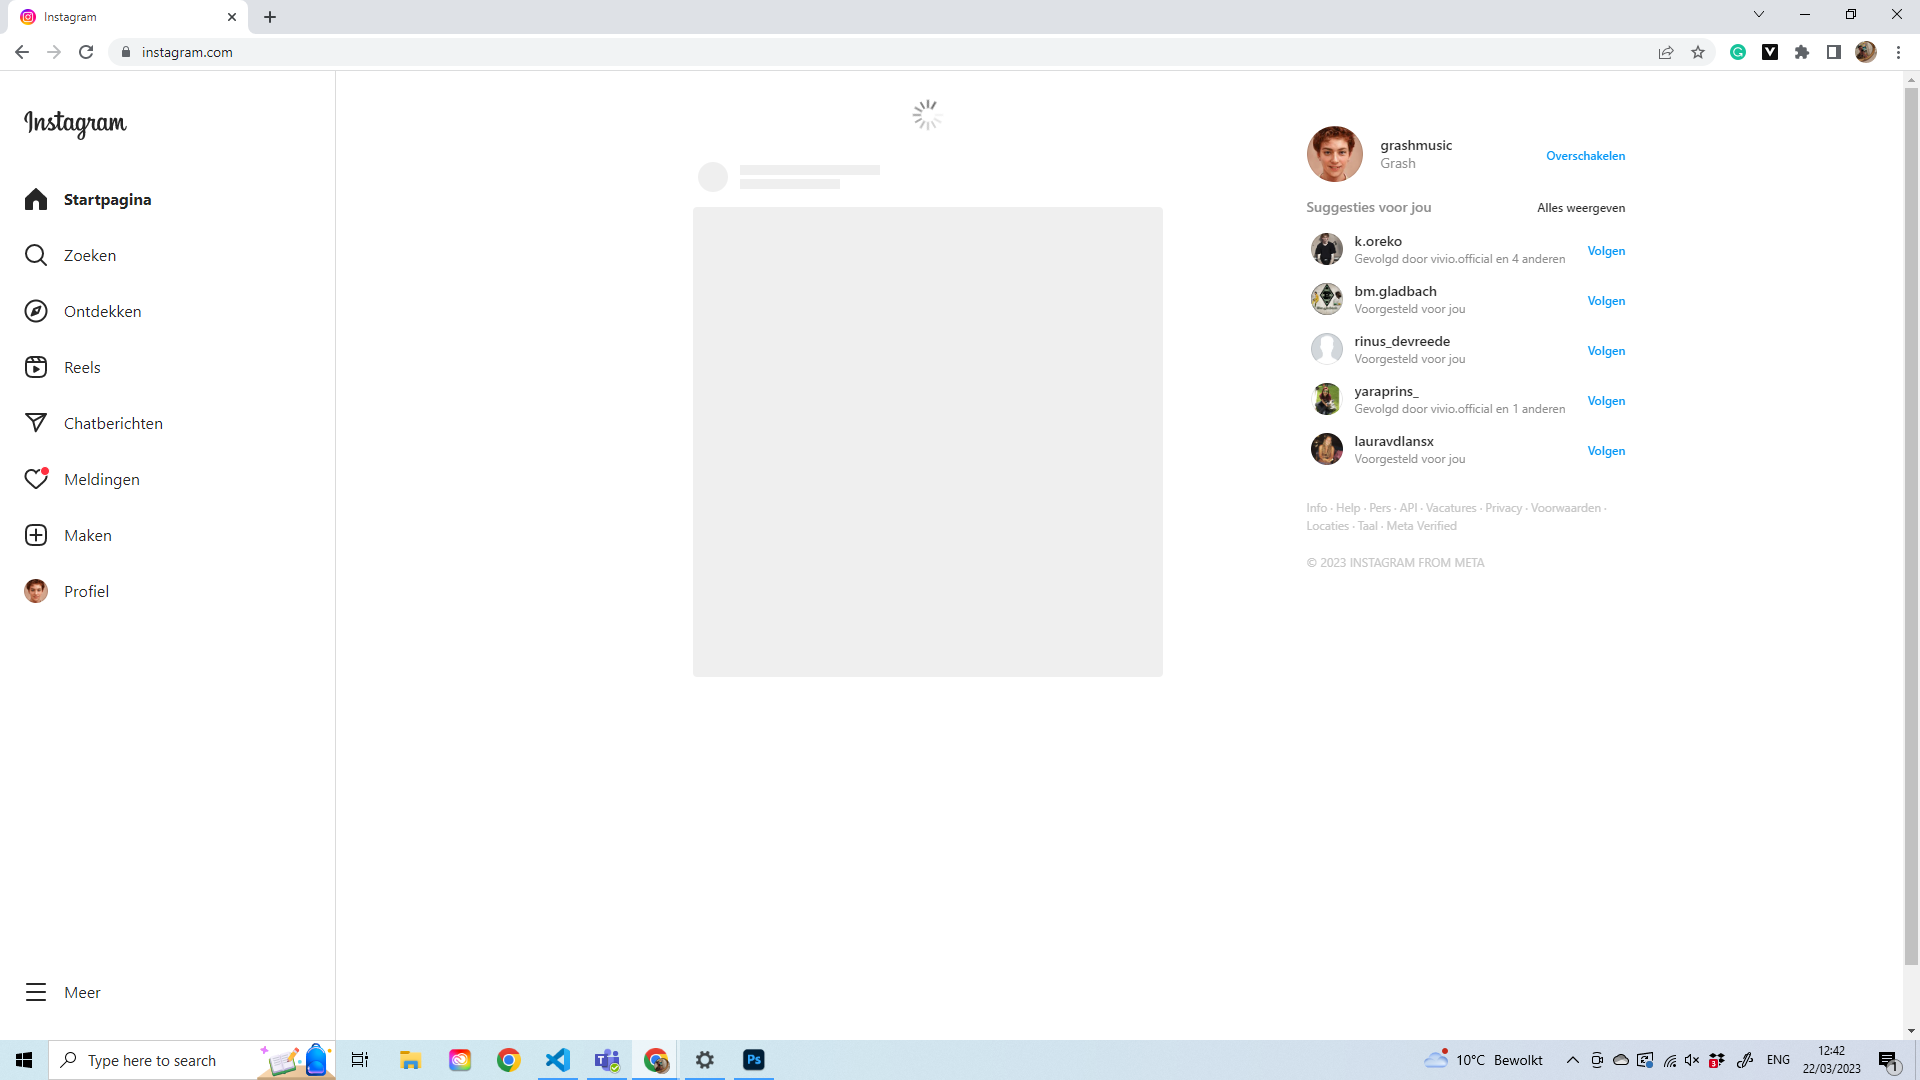 Instagram
instagram.com
Instagram
Startpagina
Zoeken
Ontdekken
Reels
Chatberichten
Meldingen
Maken
Profiel
Meer
grashmusic
Grash
Overschakelen
Suggesties voor jou
Alles weergeven
k.oreko
Gevolgd door vivio.official en 4 anderen
Volgen
bm.gladbach
Voorgesteld voor jou
Volgen
rinus_devreede
Voorgesteld voor jou
Volgen
yaraprins_
Gevolgd door vivio.official en 1 anderen
Volgen
lauravdlansx
Voorgesteld voor jou
Volgen
Info · Help · Pers · API · Vacatures · Privacy · Voorwaarden ·
Locaties · Taal · Meta Verified
© 2023 INSTAGRAM FROM META
Type here to search
Ps
10°C Bewolkt
3
ENG
12:42
22/03/2023
1